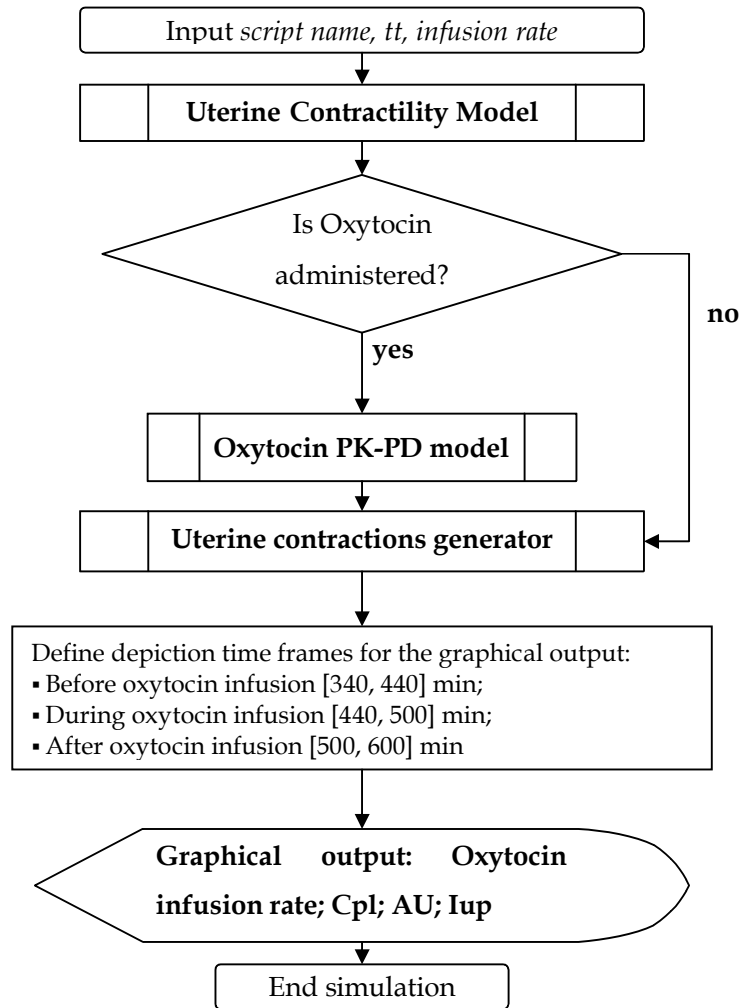 Input script name, tt, infusion rate
Uterine Contractility Model
Is Oxytocin
administered?
no
yes
Oxytocin PK-PD model
Uterine contractions generator
Define depiction time frames for the graphical output:
▪ Before oxytocin infusion [340, 440] min;
▪ During oxytocin infusion [440, 500] min;
▪ After oxytocin infusion [500, 600] min
Graphical output: Oxytocin
infusion rate; Cpl; AU; Iup
End simulation